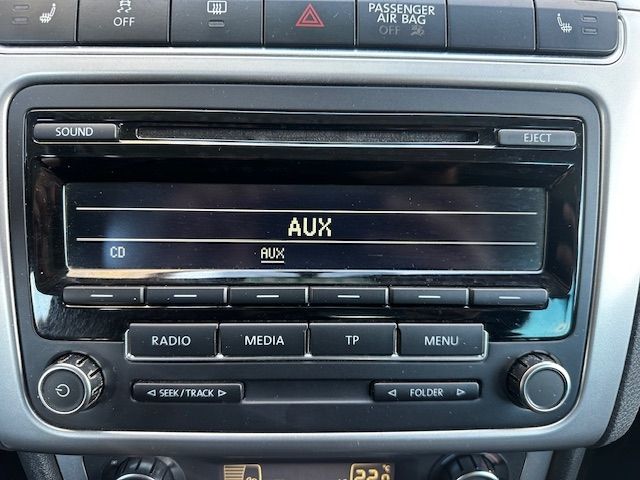 OFF
PASSENGER
AIR BAG
OFF
SOUND
EJECT
AUX
CD AUX
RADIO MEDIA TP MENU
SEEK/TRACK FOLDER
22.0